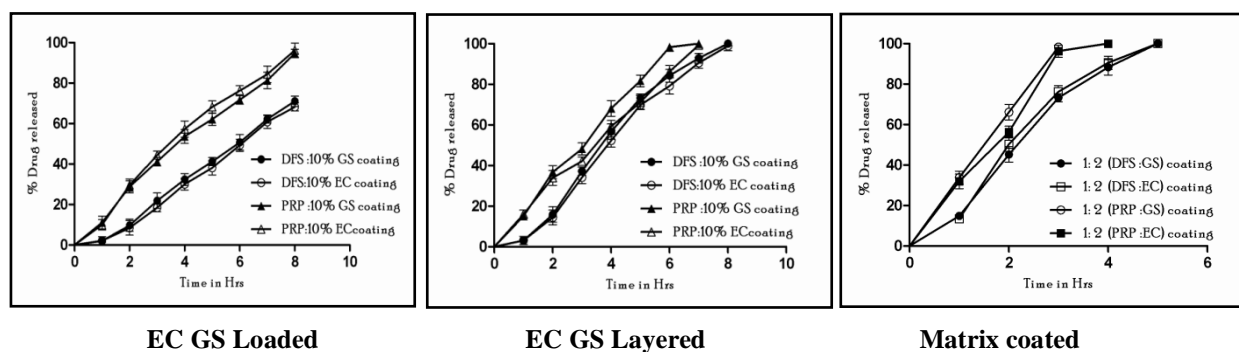 100
80
60
40
20
0
% Drug released
0 2 4 6 8 10
Time in Hrs
DFS :10% GS coating
DFS:10% EC coating
PRP :10% GS coating
PRP:10% ECcoating
EC GS Loaded
100
80
60
40
20
0
% Drug released
0 2 4 6 8 10
Time in Hrs
DFS :10% GS coating
DFS:10% EC coating
PRP :10% GS coating
PRP:10% ECcoating
EC GS Layered
100
80
60
40
20
0
% Drug released
0 2 4 6
Time in Hrs
1: 2 (DFS :GS) coating
1: 2 (DFS :EC) coating
1: 2 (PRP :GS) coating
1: 2 (PRP :EC) coating
Matrix coated